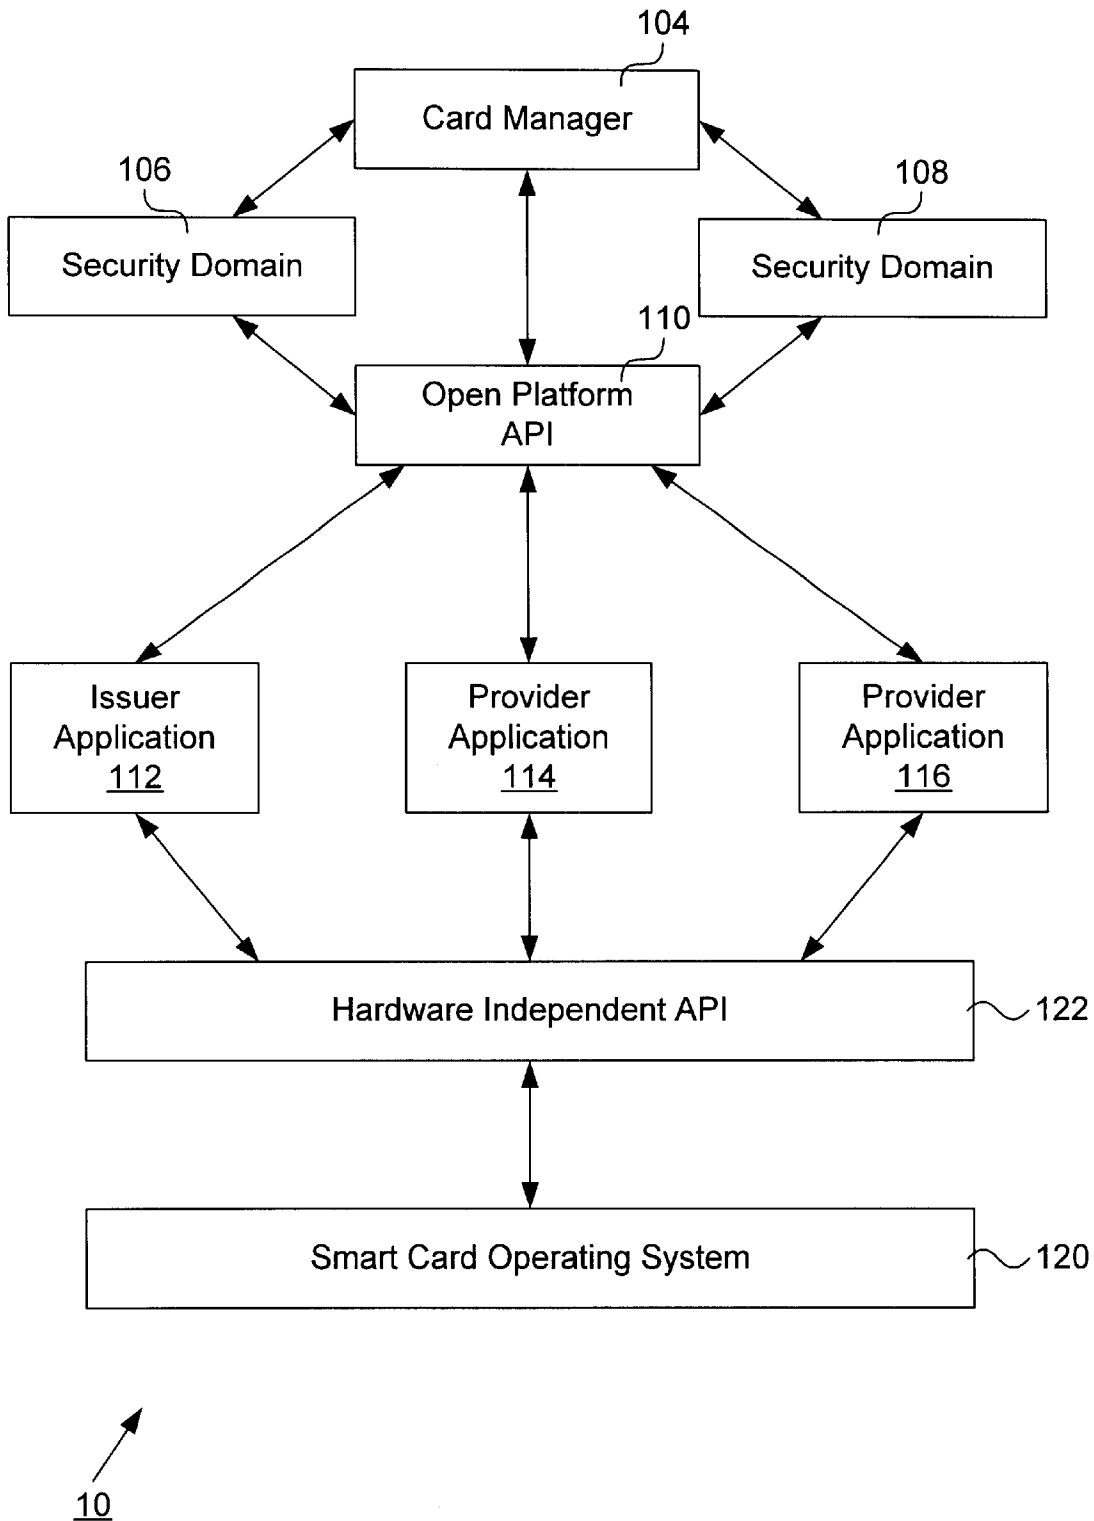 104
Card Manager
106
108
Security Domain
Security Domain
110
Open Platform
API
Issuer
Application
112
Provider
Application
114
Provider
Application
116
Hardware Independent API
122
Smart Card Operating System
120
10